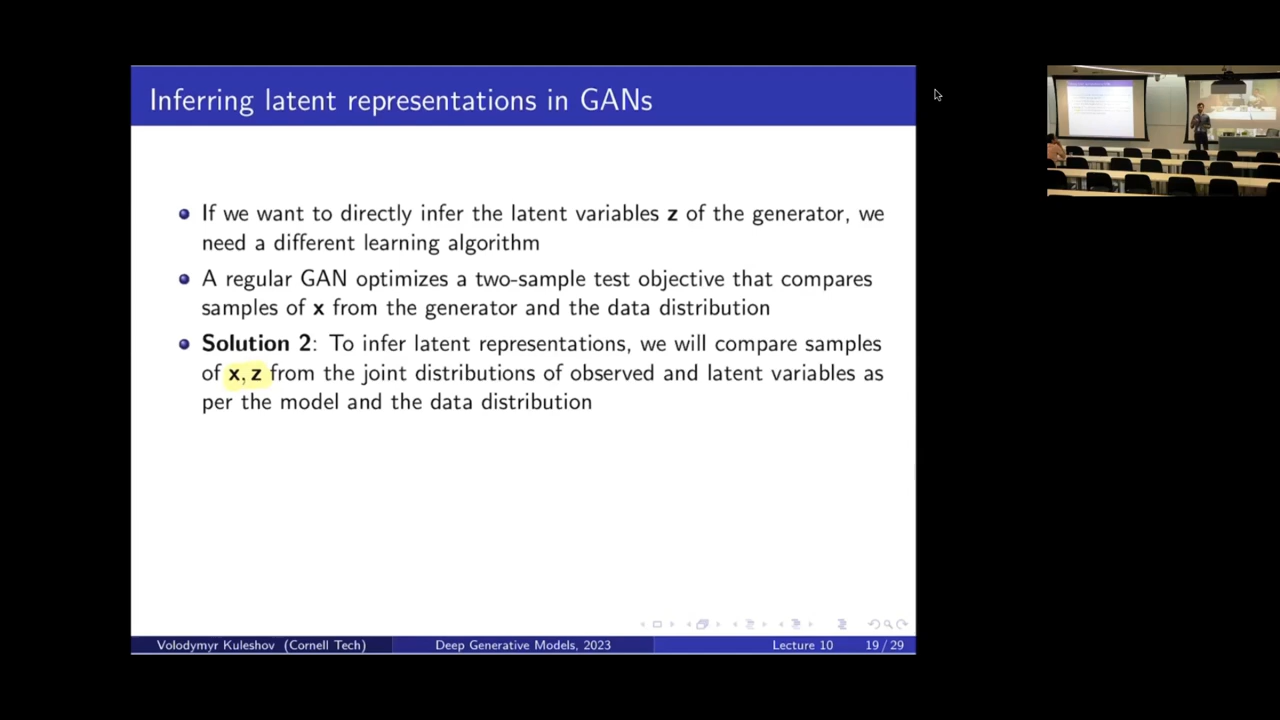 Inferring latent representations in GANs
If we want to directly infer the latent variables z of the generator, we
need a different learning algorithm
A regular GAN optimizes a two-sample test objective that compares
samples of x from the generator and the data distribution
Solution 2: To infer latent representations, we will compare samples
of x, z from the joint distributions of observed and latent variables as
per the model and the data distribution
Volodymyr Kuleshov (Cornell Tech) Deep Generative Models, 2023 Lecture 10 19 / 29